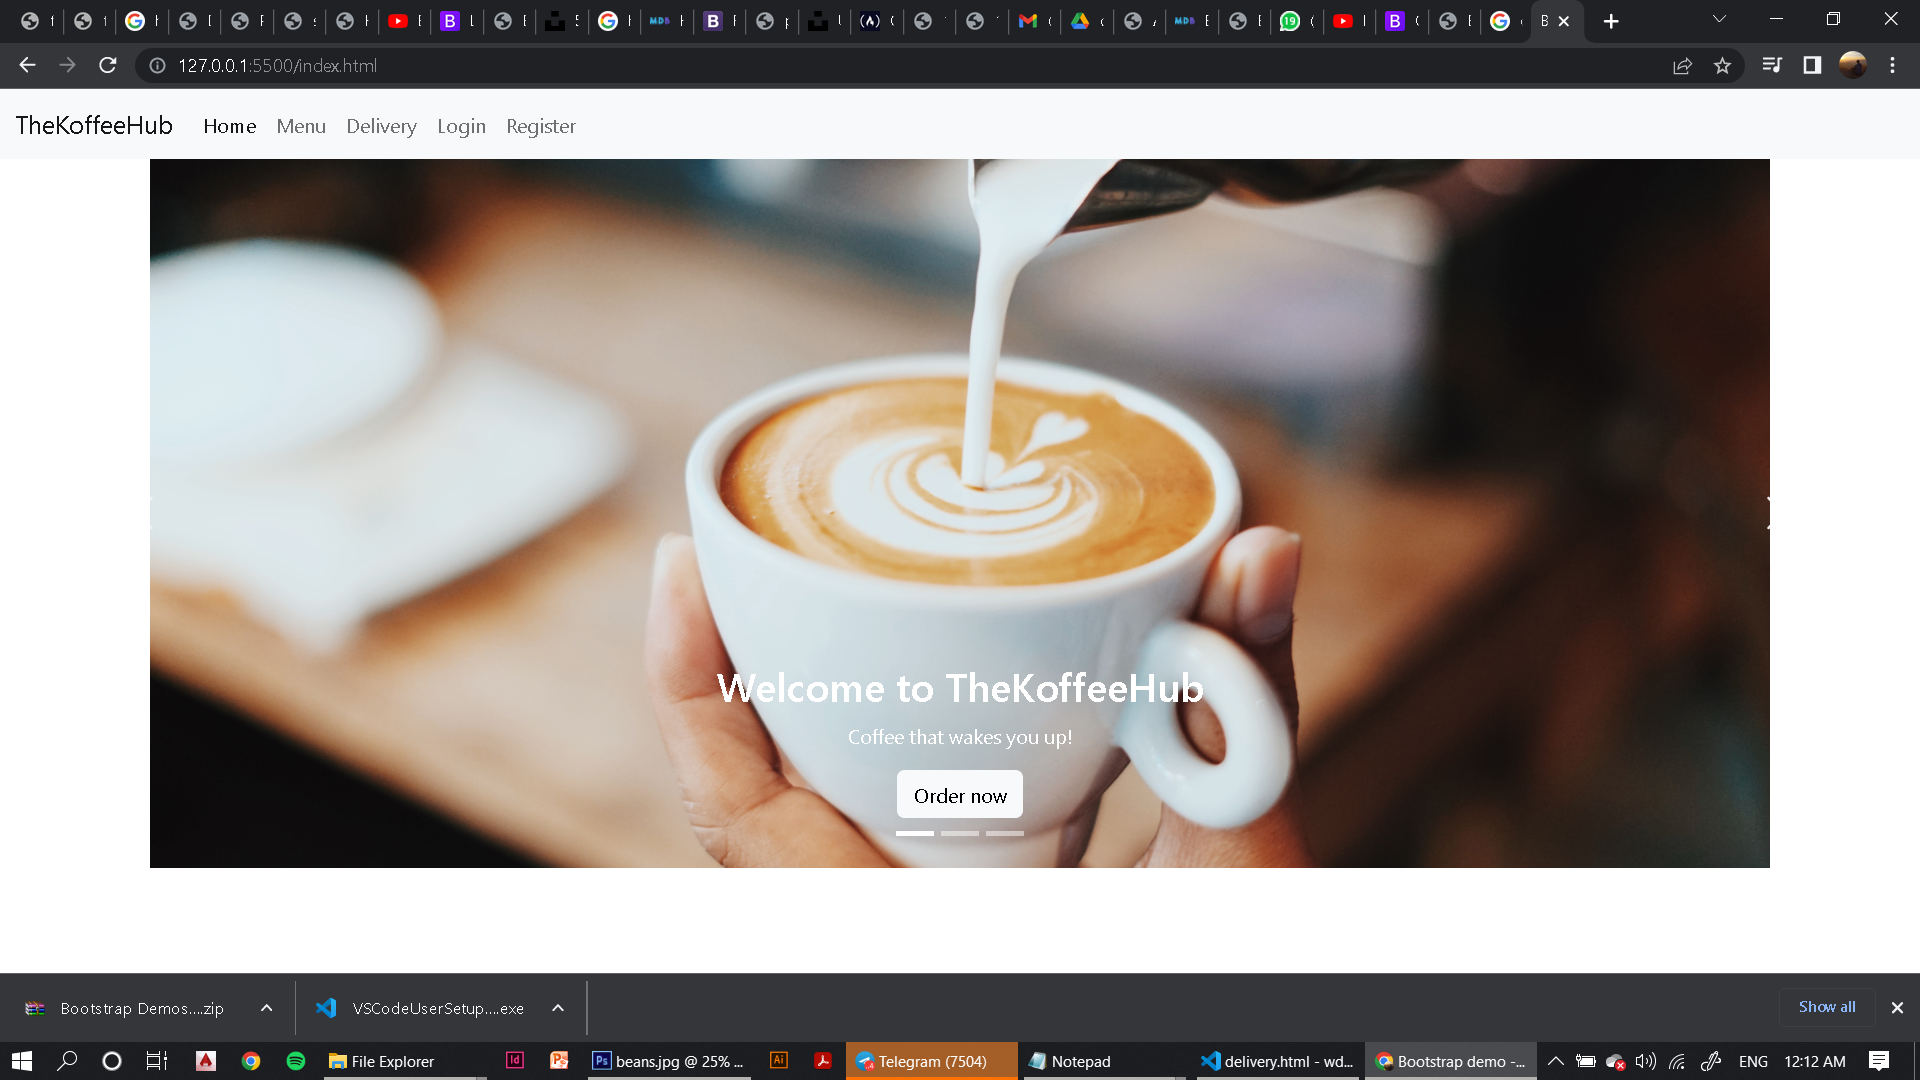 127.0.0.1:5500/index.html
TheKoffeeHub Home Menu Delivery Login Register
Welcome to TheKoffeeHub
Coffee that wakes you up!
Order now
Bootstrap Demos....zip
VSCodeUserSetup....exe
Show all
File Explorer
beans.jpg @ 25% ...
Telegram (7504)
Notepad
delivery.html - wd...
Bootstrap demo -...
ENG
12:12 AM